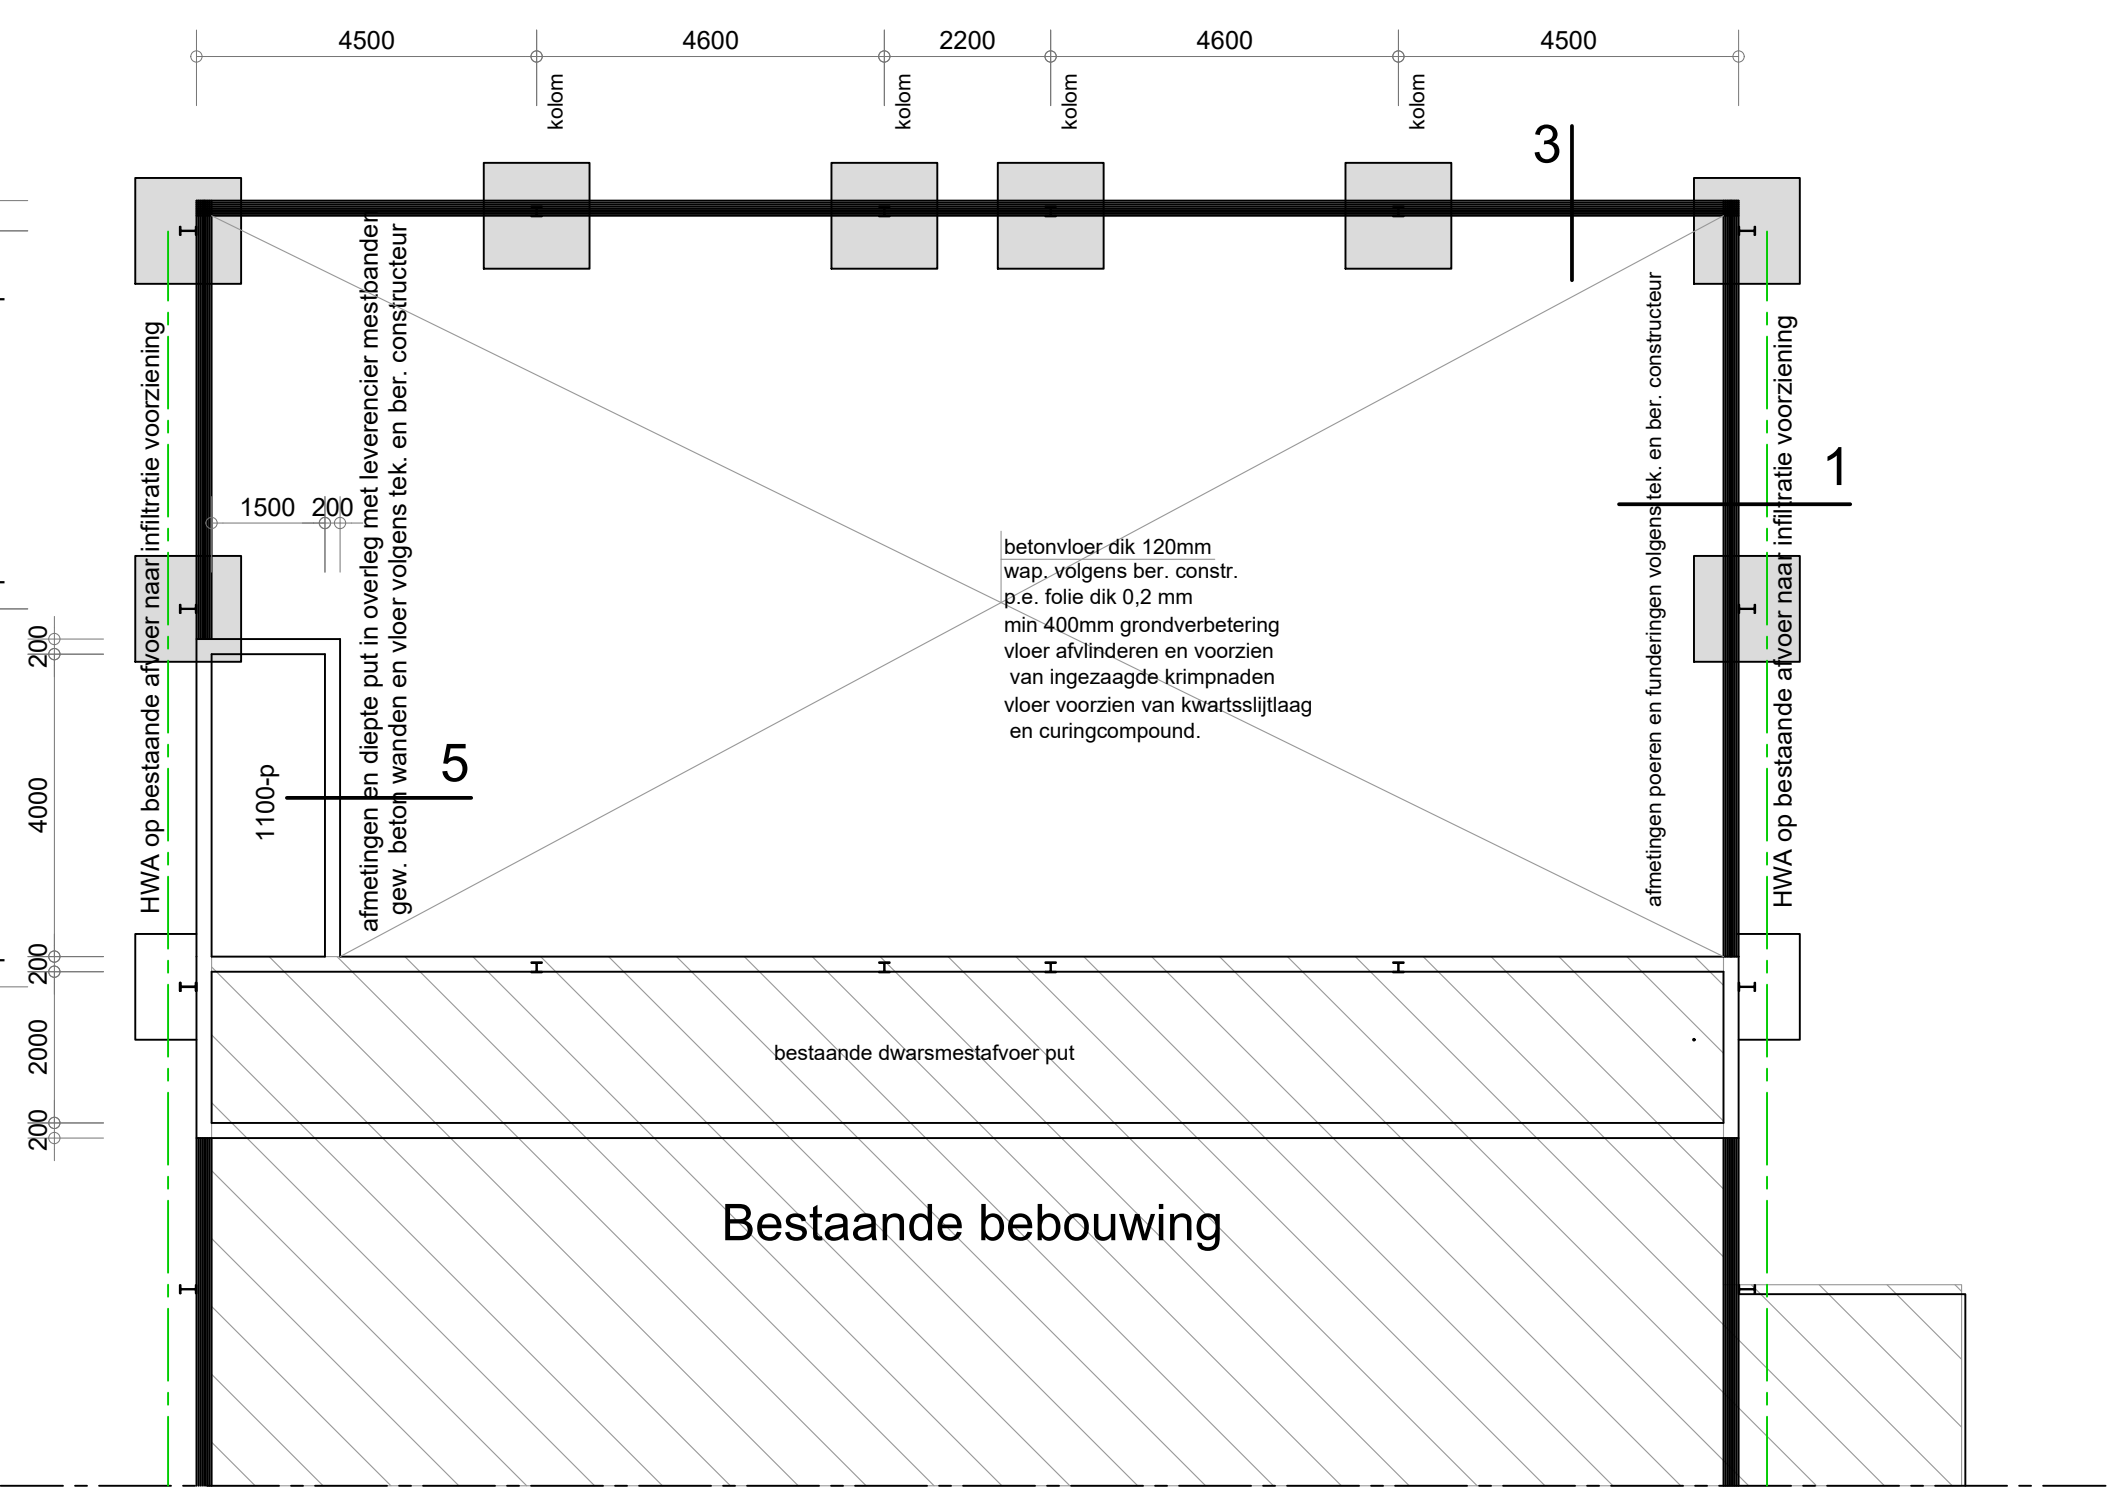 4500
4600
2200
4600
4500
kolom
kolom
kolom
kolom
3
1
5
HWA op bestaande afvoer naar infiltratie voorziening
afmetingen en diepte put in overleg met leverencier mestbanden
gew. beton wanden en vloer volgens tek. en ber. constructeur
1500
200
betonvloer dik 120mm
wap. volgens ber. constr.
p.e. folie dik 0,2 mm
min 400mm grondverbetering
vloer afvlinderen en voorzien
van ingezaagde krimpnaden
vloer voorzien van kwartsslijtlaag
en curingcompound.
afmetingen poeren en funderingen volgens tek. en ber. constructeur
HWA op bestaande afvoer naar infiltratie voorziening
1100-p
200
4000
200
2000
200
bestaande dwarsmestafvoer put
Bestaande bebouwing